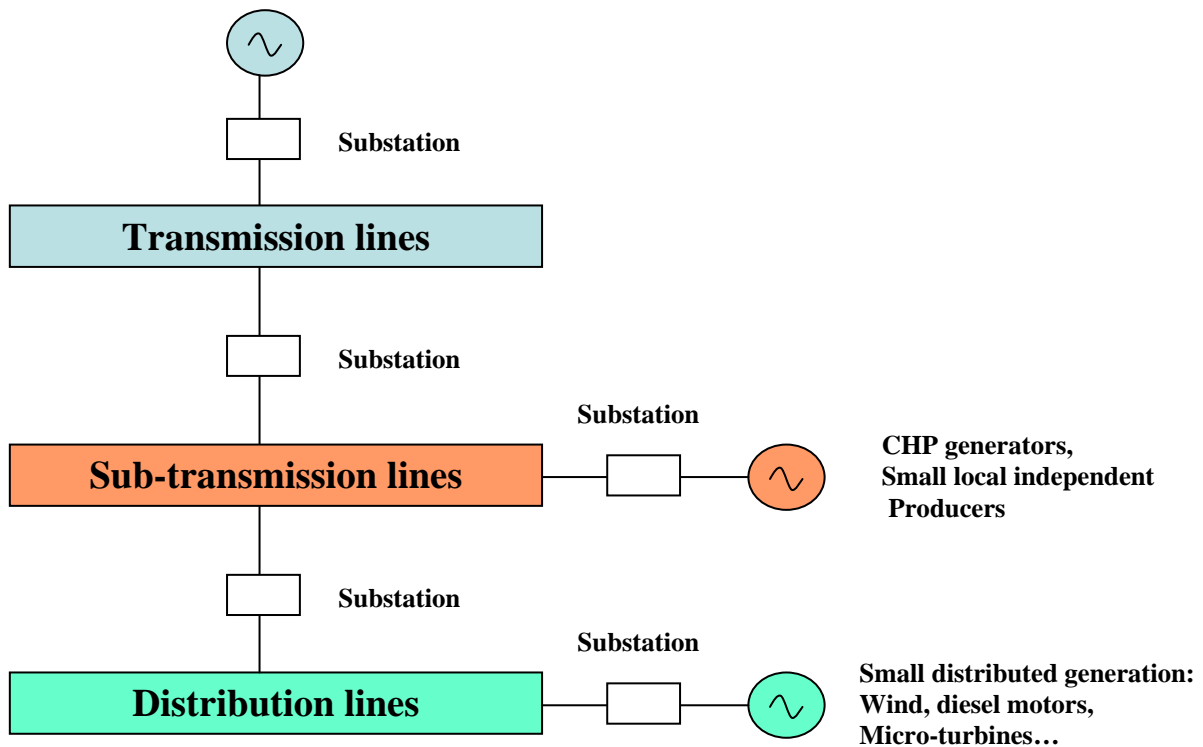 Substation
Transmission lines
Substation
Substation
Sub-transmission lines
CHP generators,
Small local independent
Producers
Substation
Substation
Distribution lines
Small distributed generation:
Wind, diesel motors,
Micro-turbines…